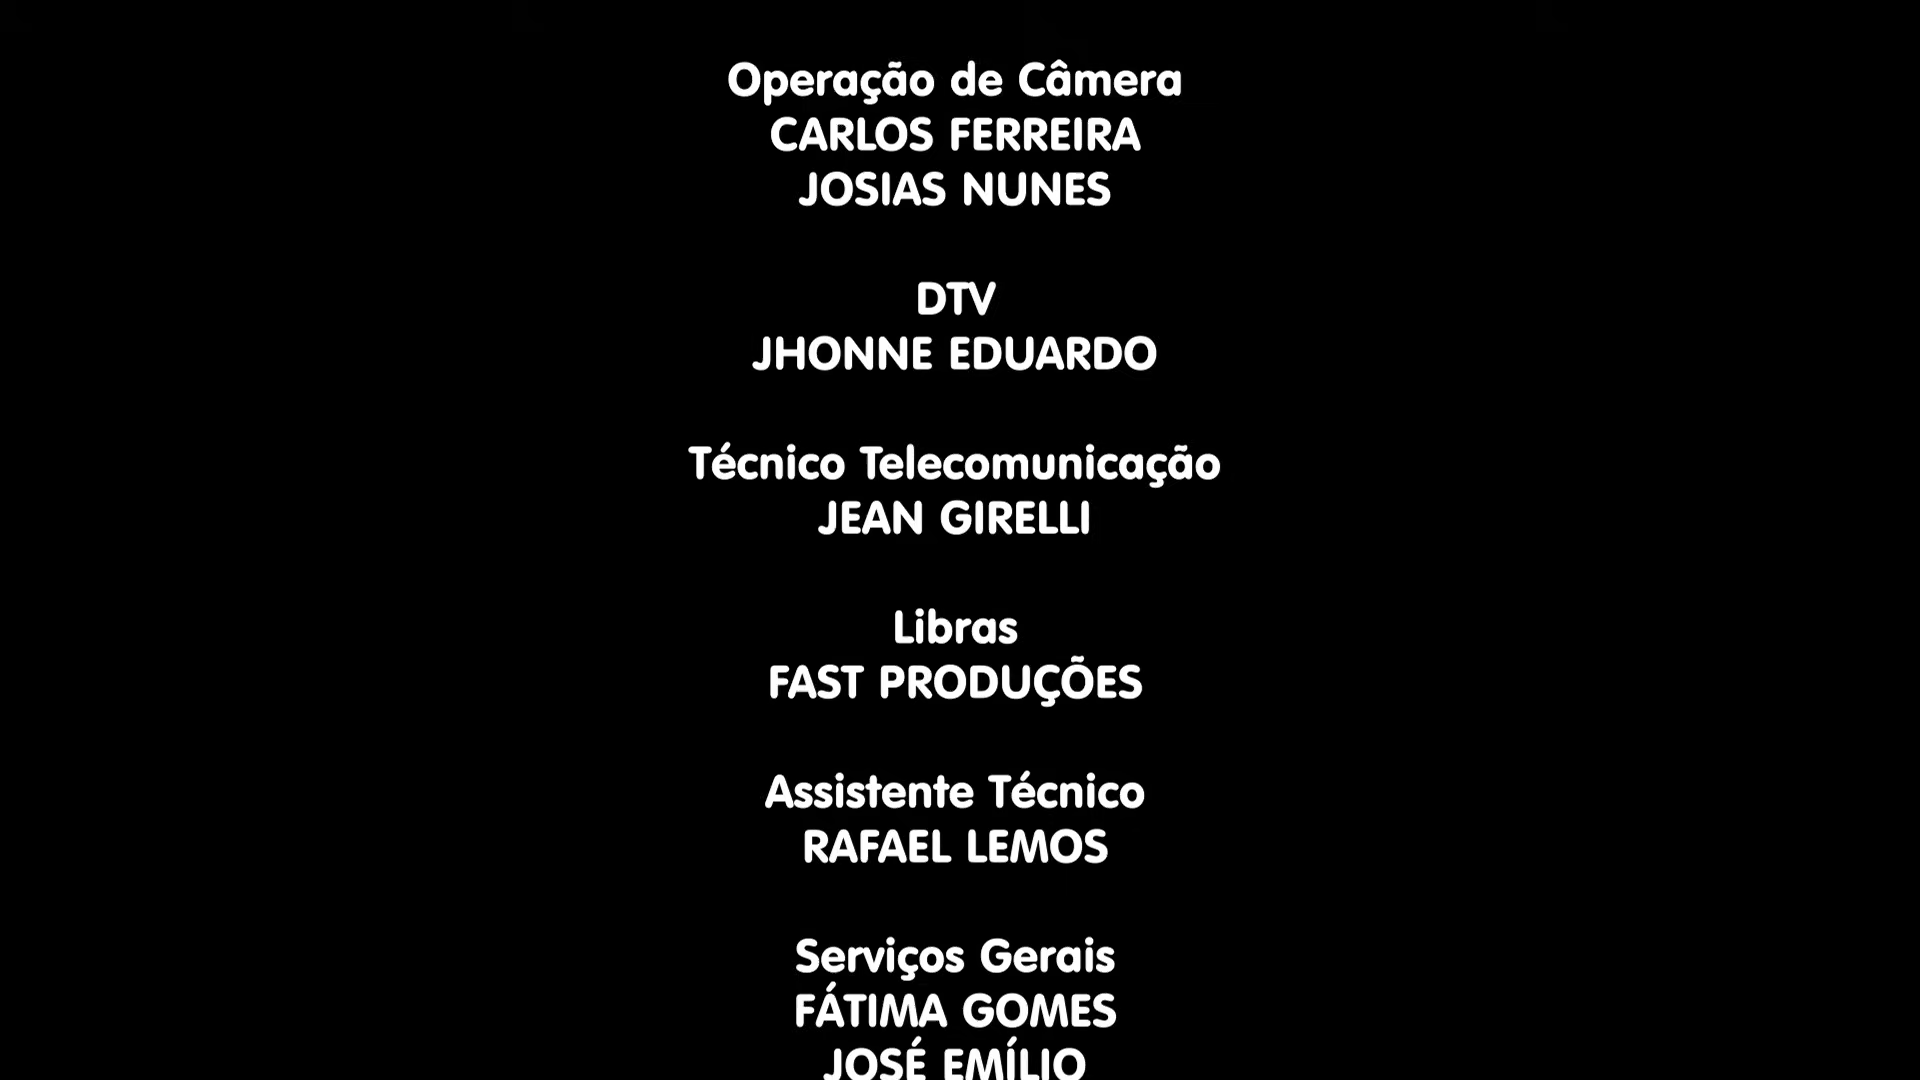 Operação de Câmera
CARLOS FERREIRA
JOSIAS NUNES
DTV
JHONNE EDUARDO
Técnico Telecomunicação
JEAN GIRELLI
Libras
FAST PRODUÇÕES
Assistente Técnico
RAFAEL LEMOS
Serviços Gerais
FÁTIMA GOMES
JOSÉ EMÍLIO